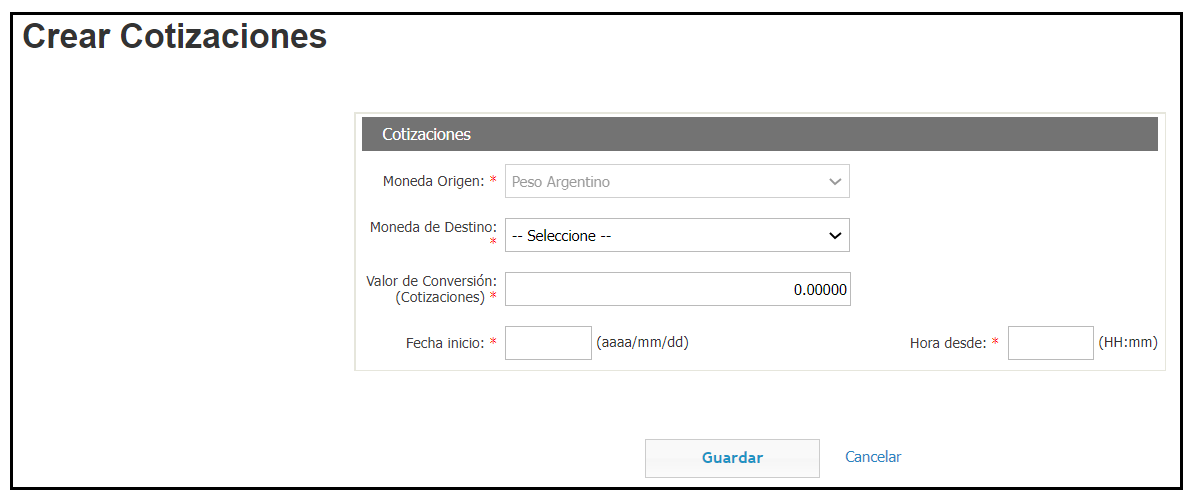 Crear Cotizaciones
Cotizaciones
Moneda Origen: * Peso Argentino
Moneda de Destino:
* -- Seleccione --
Valor de Conversión:
(Cotizaciones) * 0.00000
Fecha inicio: * (aaaa/mm/dd) Hora desde: * (HH:mm)
Guardar Cancelar